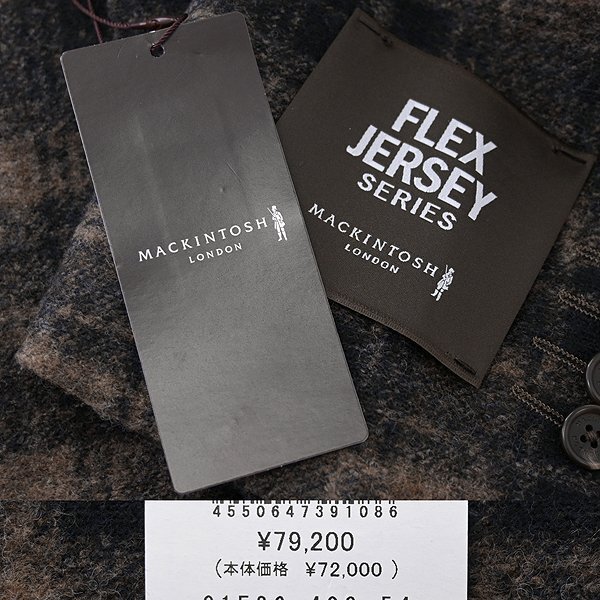 MACKINTOSH
LONDON
FLEX
JERSEY
SERIES
MACKINTOSH
LONDON
4550647391086
¥79,200
(本体価格 ¥72,000 )